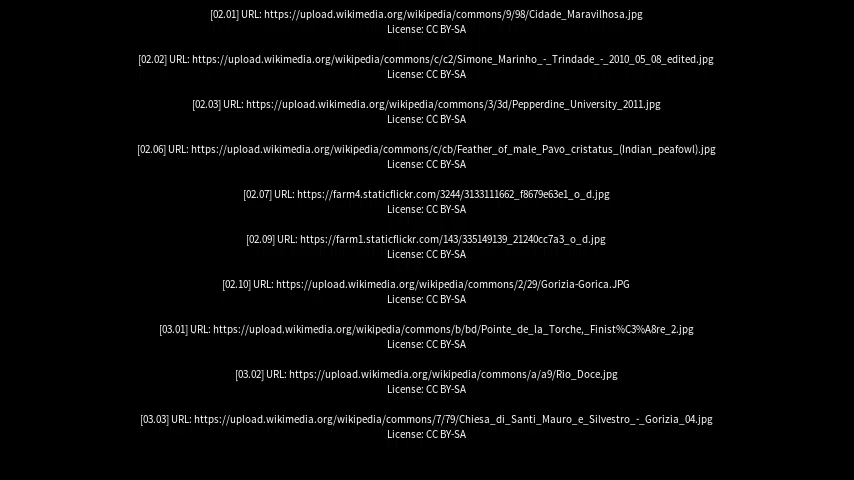 [02.01] URL: https://upload.wikimedia.org/wikipedia/commons/9/98/Cidade_Maravilhosa.jpg
License: CC BY-SA
[02.02] URL: https://upload.wikimedia.org/wikipedia/commons/c/c2/Simone_Marinho_-_Trindade_-_2010_05_08_edited.jpg
License: CC BY-SA
[02.03] URL: https://upload.wikimedia.org/wikipedia/commons/3/3d/Pepperdine_University_2011.jpg
License: CC BY-SA
[02.06] URL: https://upload.wikimedia.org/wikipedia/commons/c/cb/Feather_of_male_Pavo_cristatus_(Indian_peafowl).jpg
License: CC BY-SA
[02.07] URL: https://farm4.staticflickr.com/3244/3133111662_f8679e63e1_o_d.jpg
License: CC BY-SA
[02.09] URL: https://farm1.staticflickr.com/143/335149139_21240cc7a3_o_d.jpg
License: CC BY-SA
[02.10] URL: https://upload.wikimedia.org/wikipedia/commons/2/29/Gorizia-Gorica.JPG
License: CC BY-SA
[03.01] URL: https://upload.wikimedia.org/wikipedia/commons/b/bd/Pointe_de_la_Torche,_Finist%C3%A8re_2.jpg
License: CC BY-SA
[03.02] URL: https://upload.wikimedia.org/wikipedia/commons/a/a9/Rio_Doce.jpg
License: CC BY-SA
[03.03] URL: https://upload.wikimedia.org/wikipedia/commons/7/79/Chiesa_di_Santi_Mauro_e_Silvestro_-_Gorizia_04.jpg
License: CC BY-SA